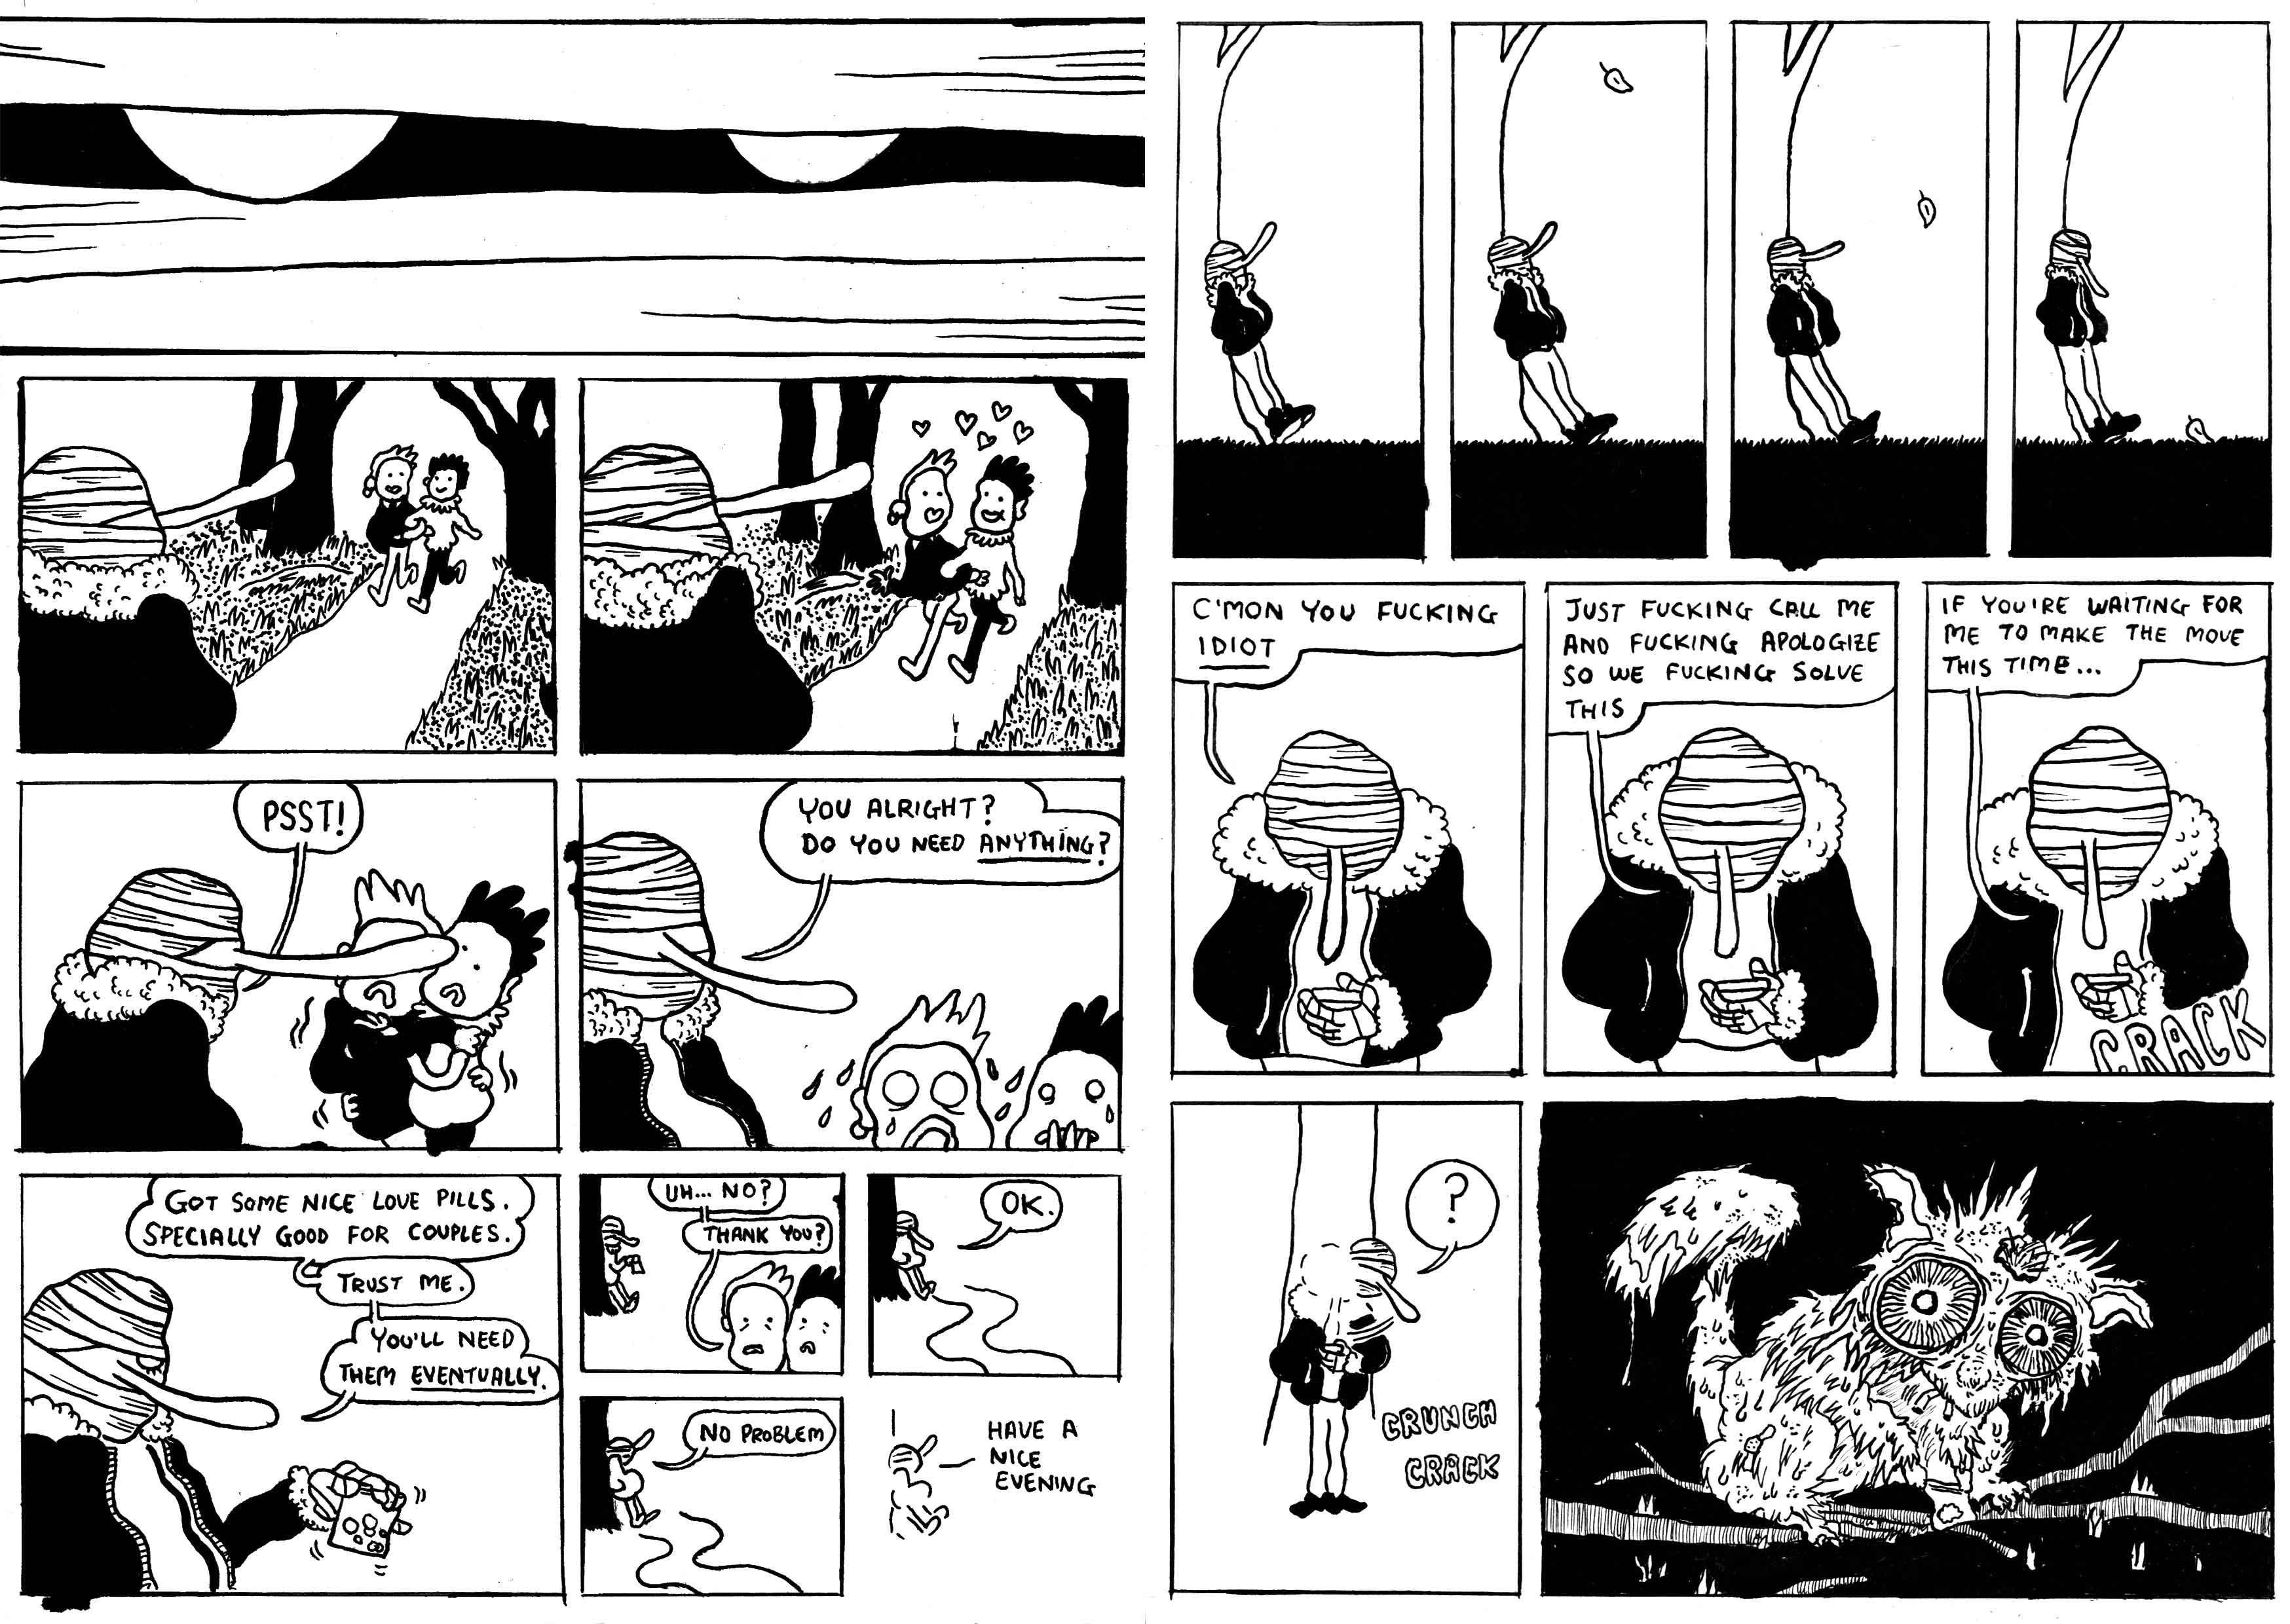 PSST!
YOU ALRIGHT?
DO YOU NEED ANYTHING?
GOT SOME NICE LOVE PILLS.
SPECIALLY GOOD FOR COUPLES.
TRUST ME.
YOU'LL NEED
THEM EVENTUALLY.
UH... NO?
THANK YOU?
OK.
NO PROBLEM
HAVE A
NICE
EVENING
C'MON YOU FUCKING
IDIOT
JUST FUCKING CALL ME
AND FUCKING APOLOGIZE
SO WE FUCKING SOLVE
THIS
IF YOU'RE WAITING FOR
ME TO MAKE THE MOVE
THIS TIME...
CRACK
?
CRUNCH
CRACK